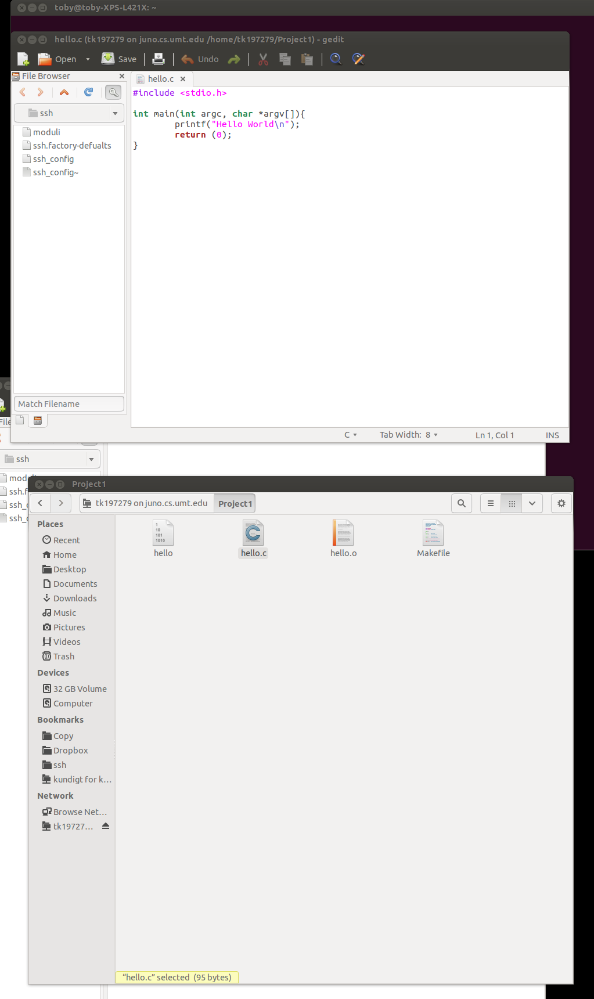 toby@toby-XPS-L421X: ~
hello.c (tk197279 on juno.cs.umt.edu /home/tk197279/Project1) - gedit
Open Save Undo
File Browser
hello.c
ssh
moduli
ssh.factory-defualts
ssh_config
ssh_config~
Match Filename
#include <stdio.h>
int main(int argc, char *argv[]){
printf("Hello World\n");
return (0);
}
C Tab Width: 8 Ln 1, Col 1 INS
File
ssh
modu
ssh.f
ssh_c
ssh_c
Project1
tk197279 on juno.cs.umt.edu Project1
Places
Recent
Home
Desktop
Documents
Downloads
Music
Pictures
Videos
Trash
Devices
32 GB Volume
Computer
Bookmarks
Copy
Dropbox
ssh
kundigt for k...
Network
Browse Net...
tk19727...
1
10
101
1010
hello
hello.c
hello.o
Makefile
“hello.c” selected (95 bytes)